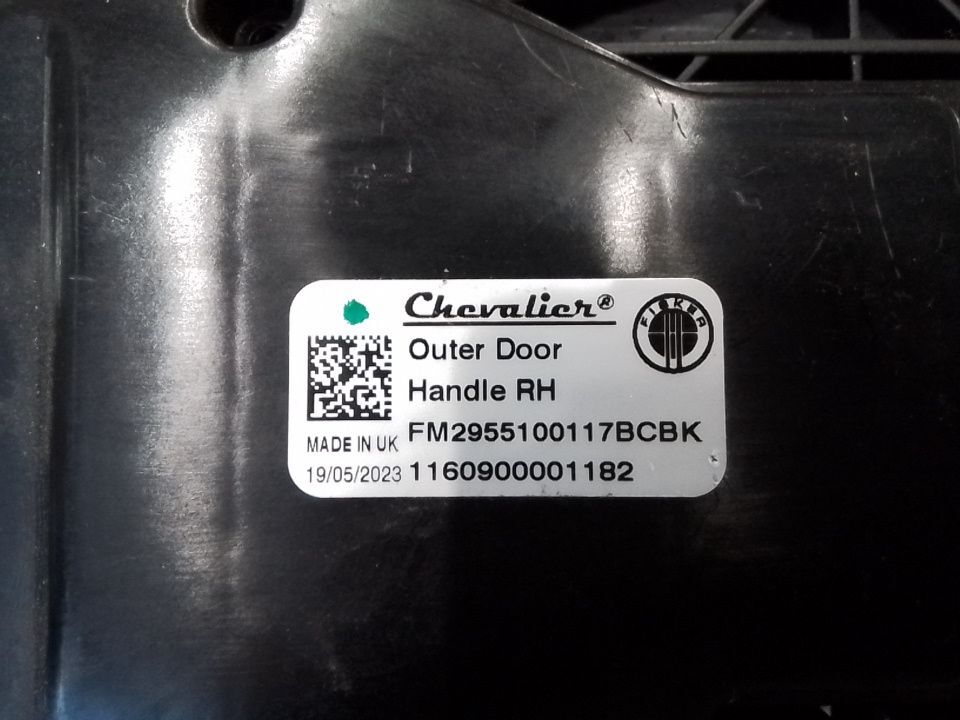 Chevalier®
FISKER
Outer Door
Handle RH
MADE IN UK
FM2955100117BCBK
19/05/2023
1160900001182